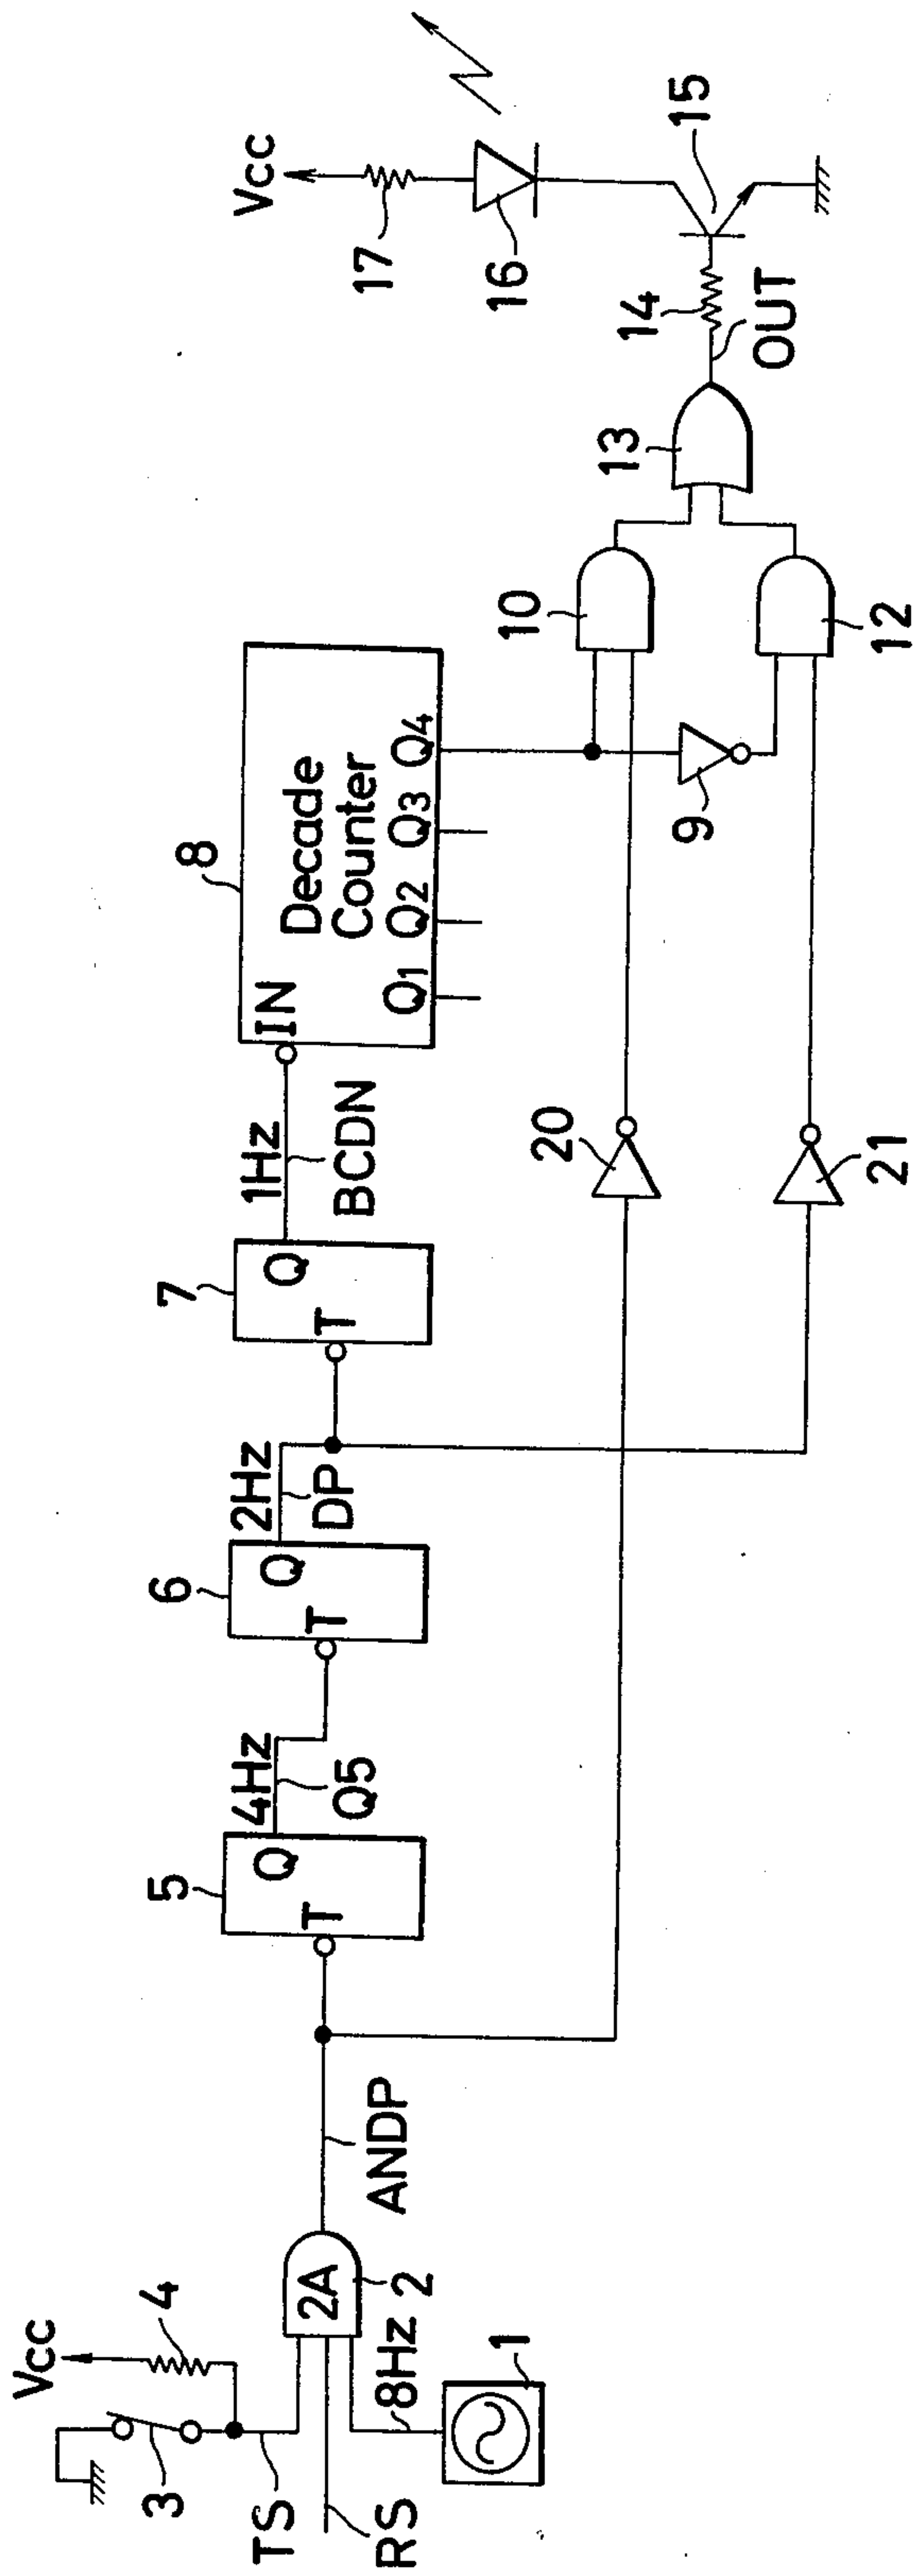 Vcc
4
3
TS
RS
2A
2
8Hz
1
ANDP
5
Q
T
4Hz
Q5
6
Q
T
2Hz
DP
7
Q
T
1Hz
BCDN
8
IN
Decade
Counter
Q1 Q2 Q3 Q4
20
21
9
10
12
13
OUT
14
15
16
17
Vcc